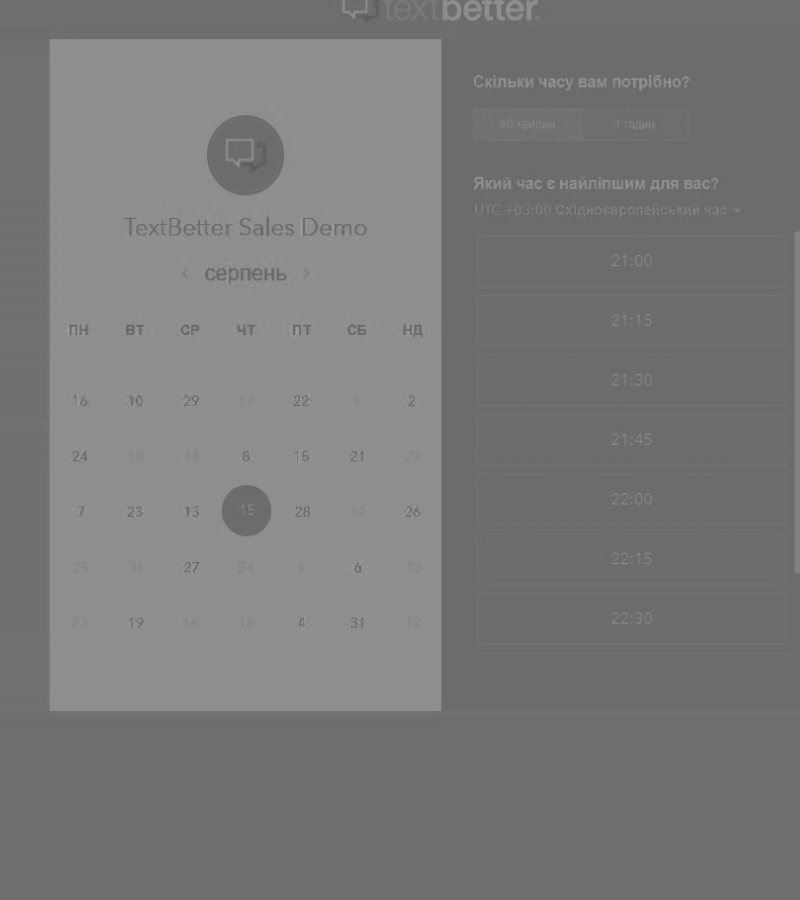 textbetter.
TextBetter Sales Demo
‹ серпень ›
ПН ВТ СР ЧТ ПТ СБ НД
16 10 29 17 22 1 2
24 18 14 8 15 21 27
7 23 13 15 28 12 26
25 31 27 24 1 6 13
23 19 16 18 4 31 12
Скільки часу вам потрібно?
40 хвилин 1 годин
Який час є найліпшим для вас?
UTC +03:00 Східноєвропейський час
21:00
21:15
21:30
21:45
22:00
22:15
22:30